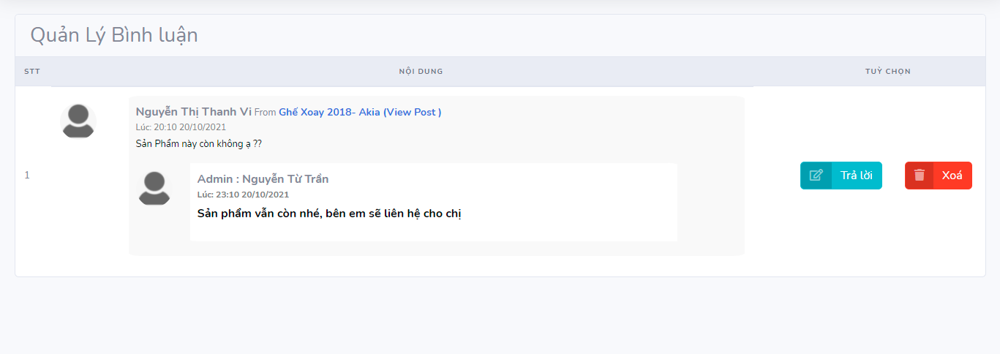 Quản Lý Bình luận
STT NỘI DUNG TUỲ CHỌN
Nguyễn Thị Thanh Vi From Ghế Xoay 2018- Akia (View Post )
Lúc: 20:10 20/10/2021
Sản Phẩm này còn không ạ ??
1
Admin : Nguyễn Từ Trần
Lúc: 23:10 20/10/2021
Sản phẩm vẫn còn nhé, bên em sẽ liên hệ cho chị
Trả lời Xoá